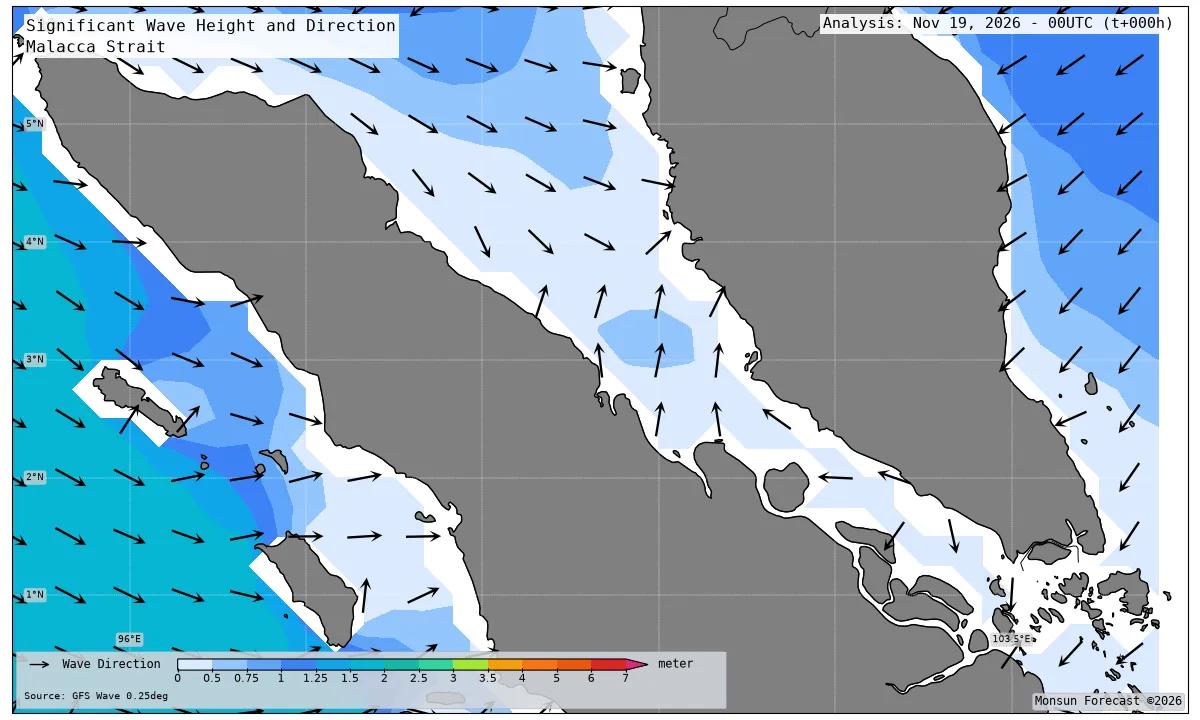 Significant Wave Height and Direction
Malacca Strait
Analysis: Nov 19, 2026 - 00UTC (t+000h)
5°N
4°N
3°N
2°N
1°N
96°E
103.5°E
Wave Direction
0 0.5 0.75 1 1.25 1.5 2 2.5 3 3.5 4 5 6 7
meter
Source: GFS Wave 0.25deg
Monsun Forecast ©2026